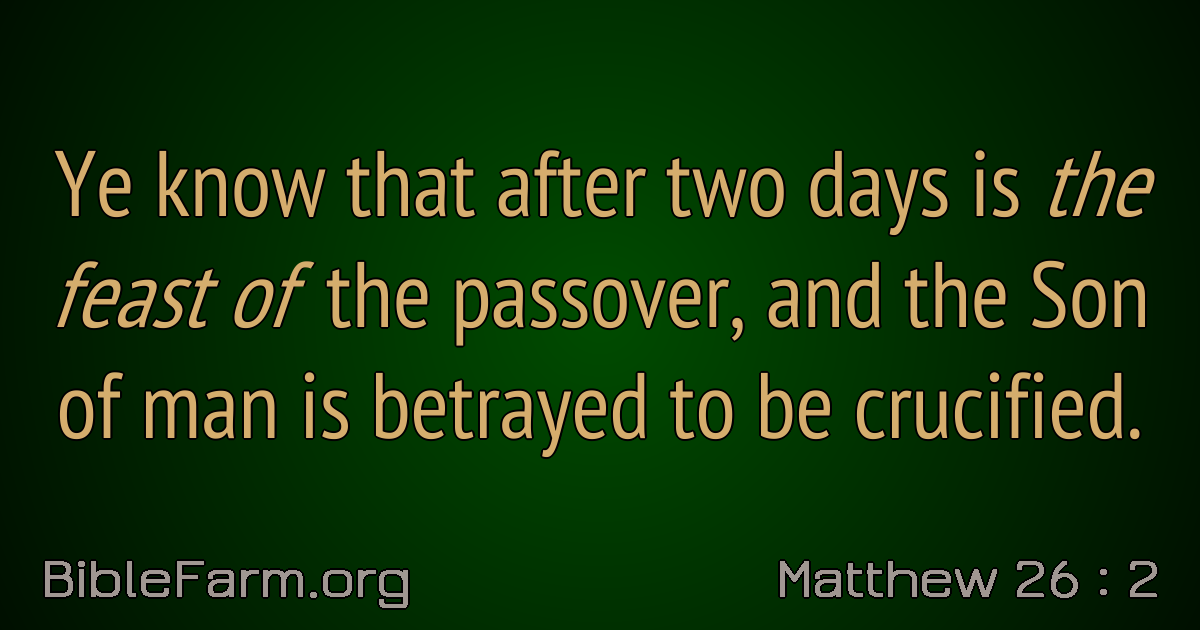 Ye know that after two days is the
feast of the passover, and the Son
of man is betrayed to be crucified.
BibleFarm.org
Matthew 26 : 2